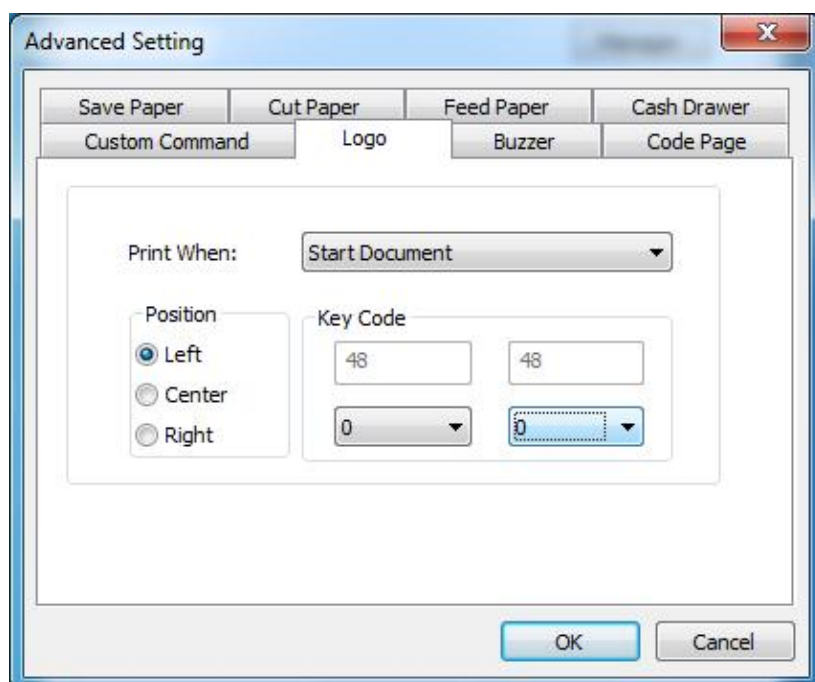 Advanced Setting
Save Paper Cut Paper Feed Paper Cash Drawer
Custom Command Logo Buzzer Code Page
Print When: Start Document
Position Key Code
Left 48 48
Center
Right 0 0
OK Cancel